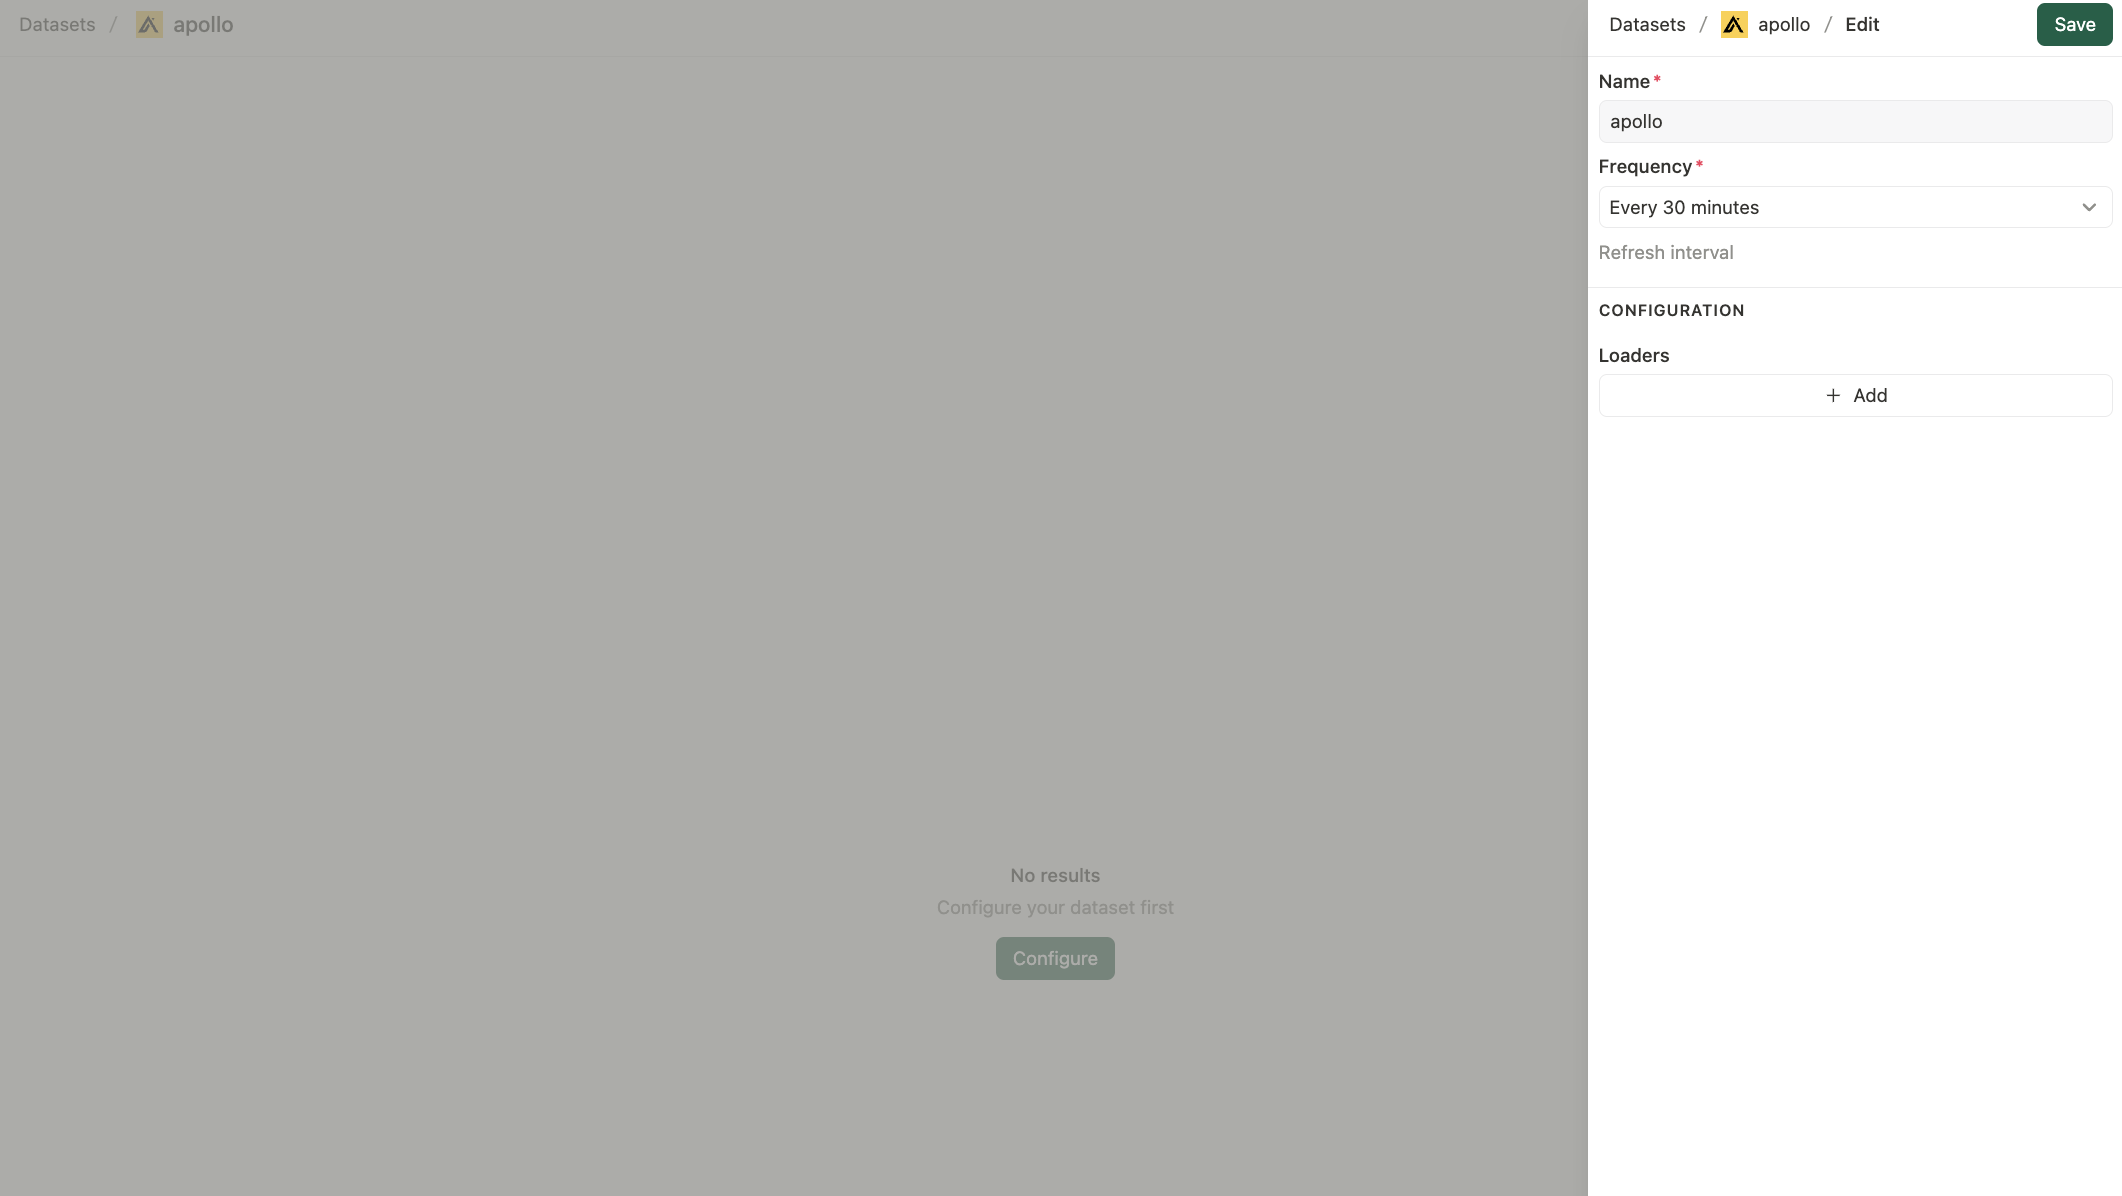 Datasets / apollo
Datasets / apollo / Edit
Save
Name*
apollo
Frequency*
Every 30 minutes
Refresh interval
CONFIGURATION
Loaders
+ Add
No results
Configure your dataset first
Configure